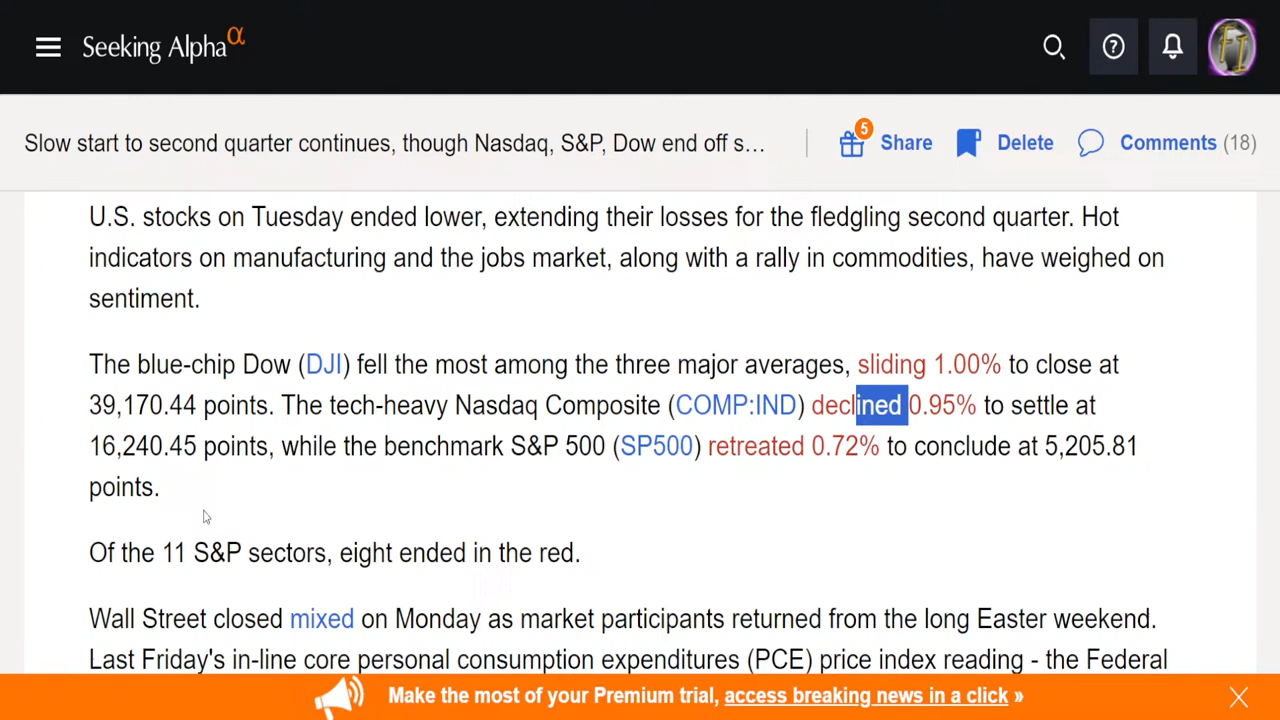 Seeking Alpha α
Slow start to second quarter continues, though Nasdaq, S&P, Dow end off s…
5
Share
Delete
Comments (18)
U.S. stocks on Tuesday ended lower, extending their losses for the fledgling second quarter. Hot
indicators on manufacturing and the jobs market, along with a rally in commodities, have weighed on
sentiment.
The blue-chip Dow (DJI) fell the most among the three major averages, sliding 1.00% to close at
39,170.44 points. The tech-heavy Nasdaq Composite (COMP:IND) declined 0.95% to settle at
16,240.45 points, while the benchmark S&P 500 (SP500) retreated 0.72% to conclude at 5,205.81
points.
Of the 11 S&P sectors, eight ended in the red.
Wall Street closed mixed on Monday as market participants returned from the long Easter weekend.
Last Friday's in-line core personal consumption expenditures (PCE) price index reading - the Federal
Make the most of your Premium trial, access breaking news in a click »